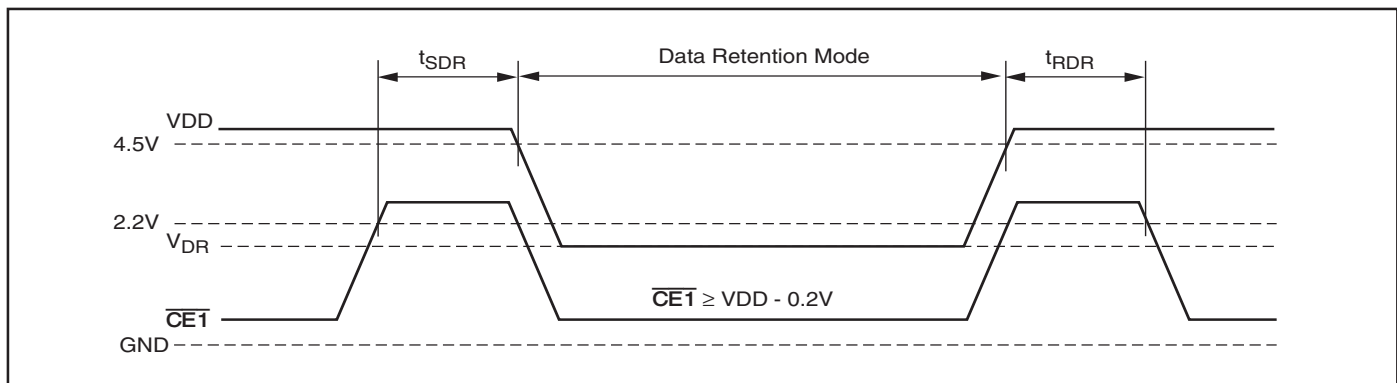 tSDR Data Retention Mode tRDR
VDD
4.5V
2.2V
VDR
CE1 ≥ VDD - 0.2V
CE1
GND